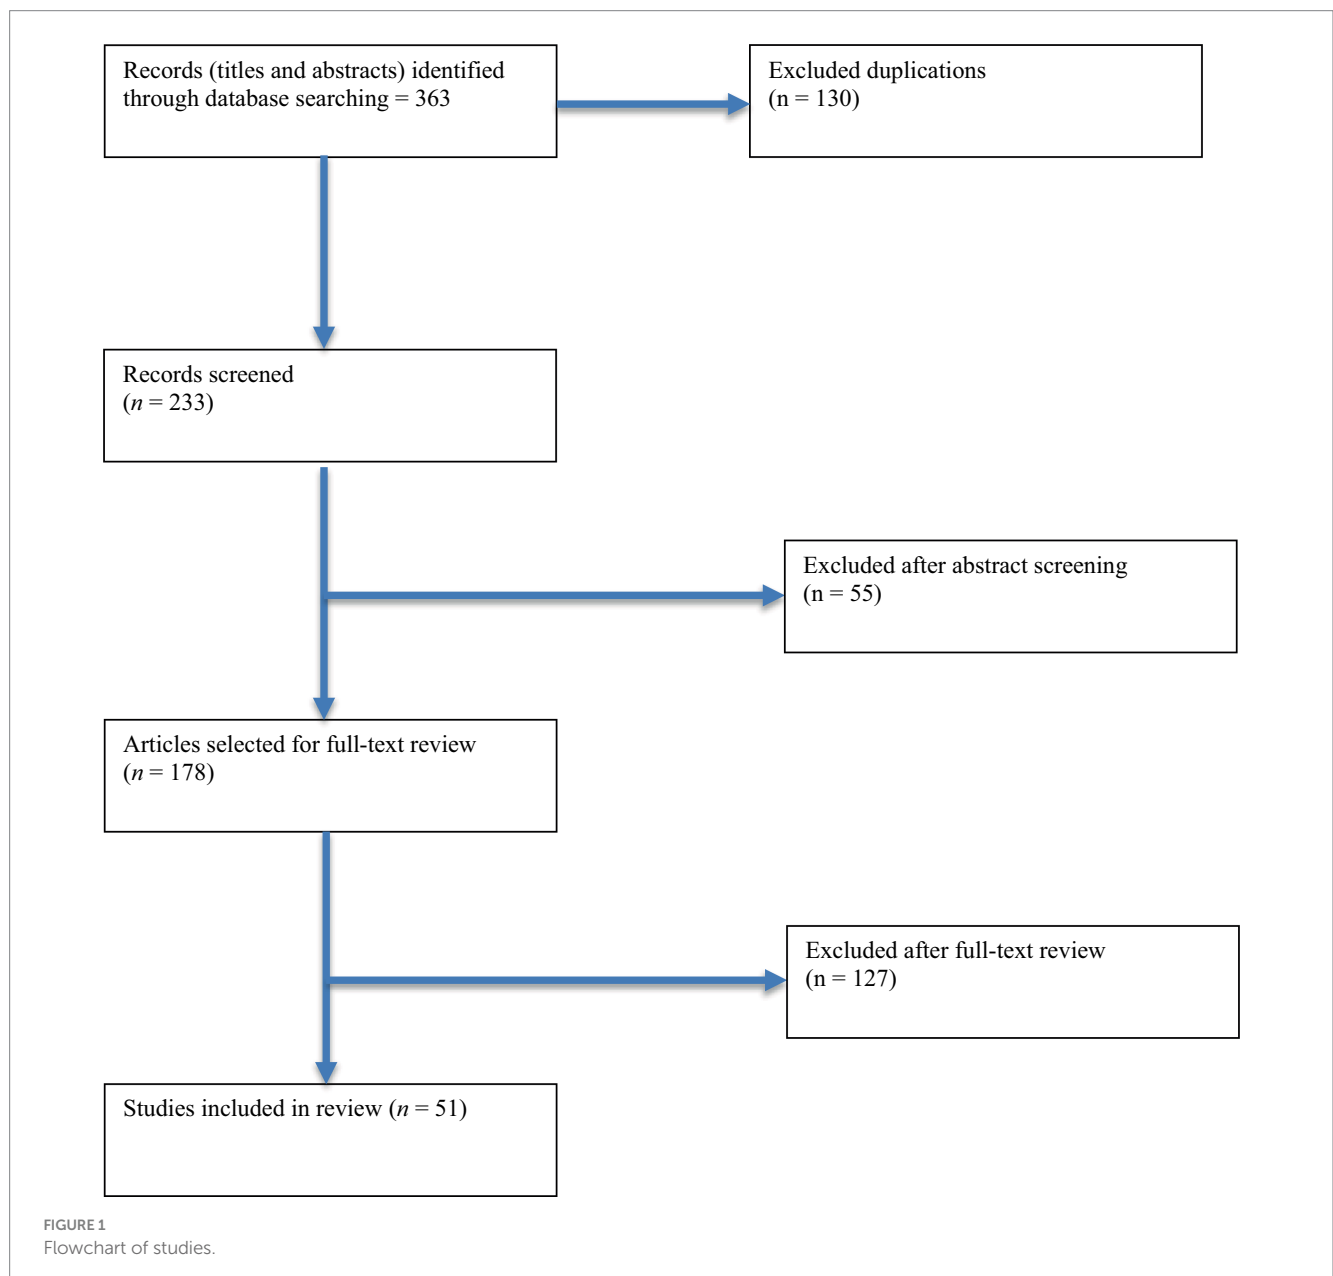 Records (titles and abstracts) identified
through database searching = 363
Excluded duplications
(n = 130)
Records screened
(n = 233)
Excluded after abstract screening
(n = 55)
Articles selected for full-text review
(n = 178)
Excluded after full-text review
(n = 127)
Studies included in review (n = 51)
FIGURE 1
Flowchart of studies.